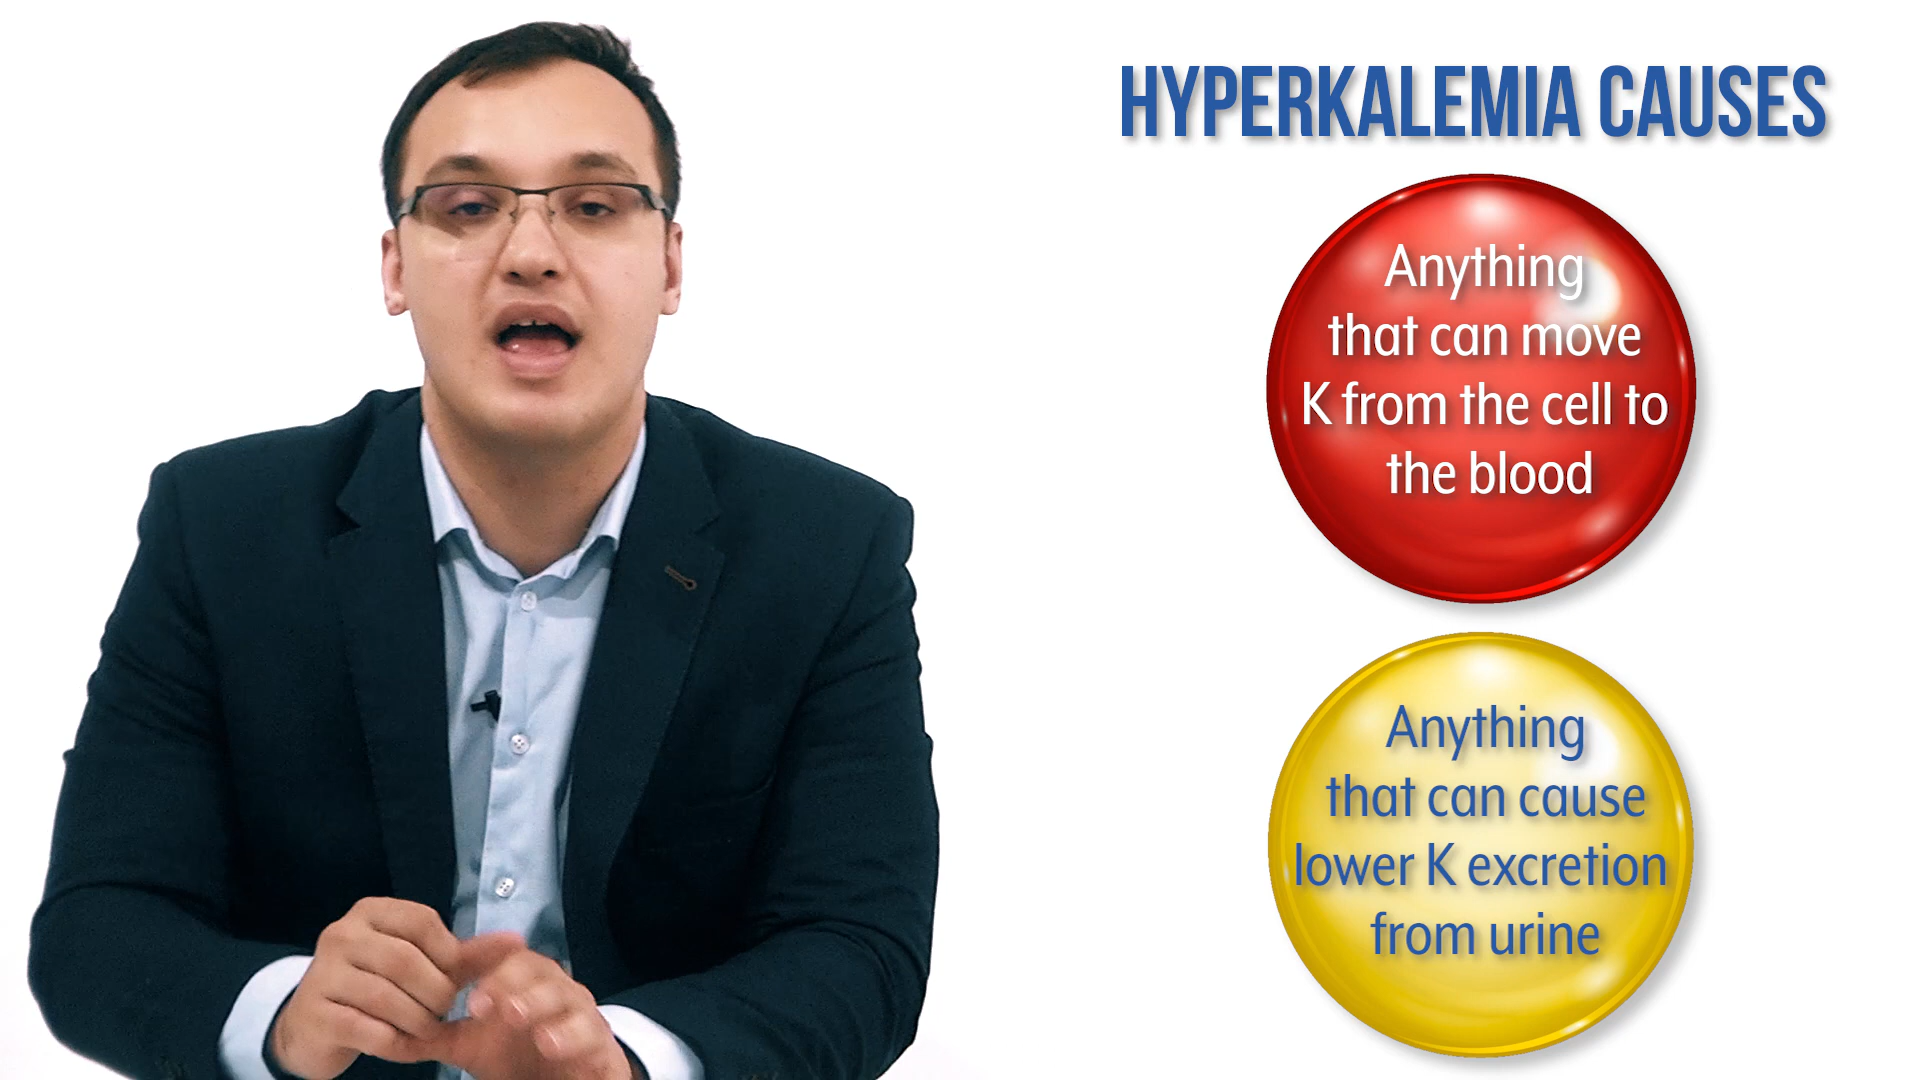 HYPERKALEMIA CAUSES
Anything
that can move
K from the cell to
the blood
Anything
that can cause
lower K excretion
from urine